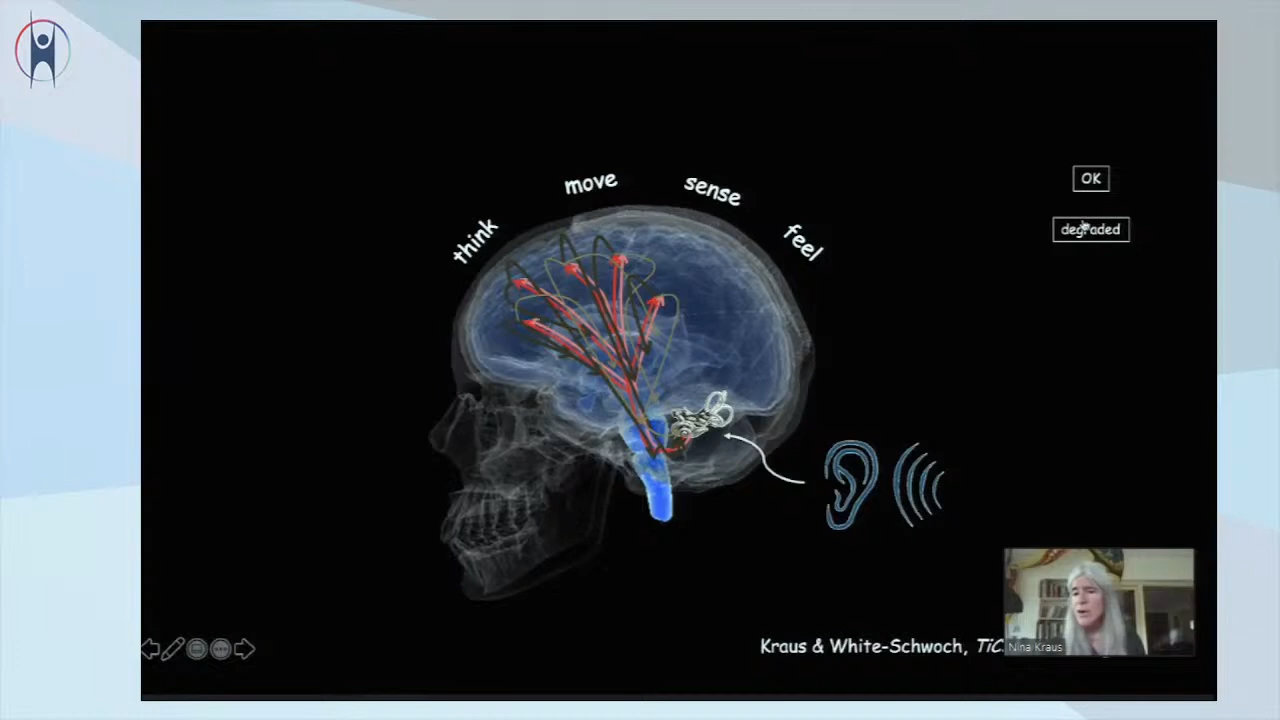 think
move
sense
feel
OK
degraded
Kraus & White-Schwoch, TiC
Nina Kraus